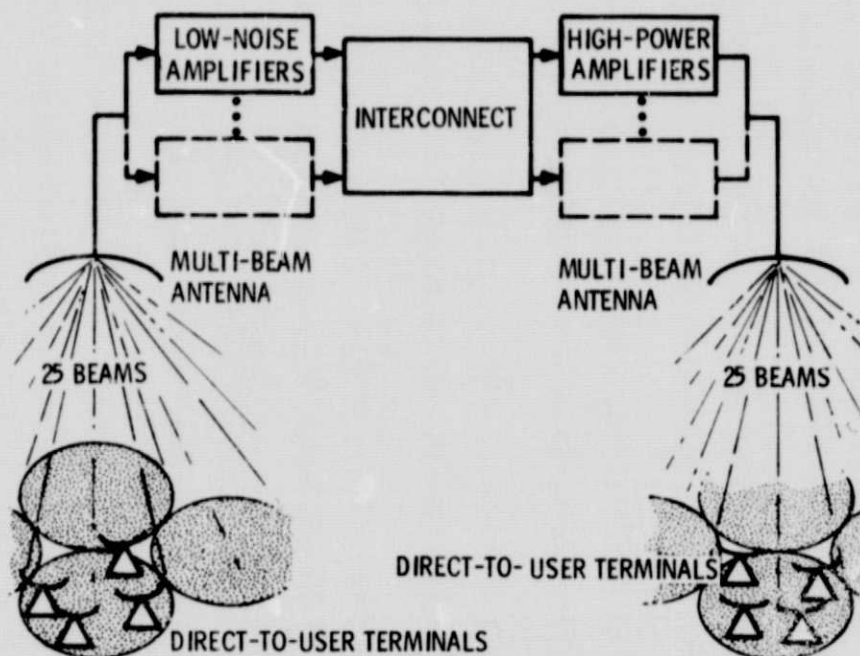 LOW-NOISE
AMPLIFIERS
INTERCONNECT
HIGH-POWER
AMPLIFIERS
MULTI-BEAM
ANTENNA
MULTI-BEAM
ANTENNA
25 BEAMS
25 BEAMS
DIRECT-TO-USER TERMINALS
DIRECT-TO-USER TERMINALS